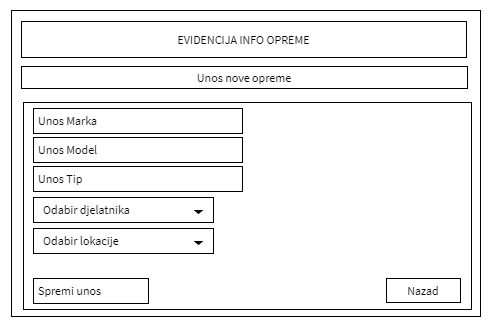 EVIDENCIJA INFO OPREME
Unos nove opreme
Unos Marka
Unos Model
Unos Tip
Odabir djelatnika
Odabir lokacije
Spremi unos
Nazad